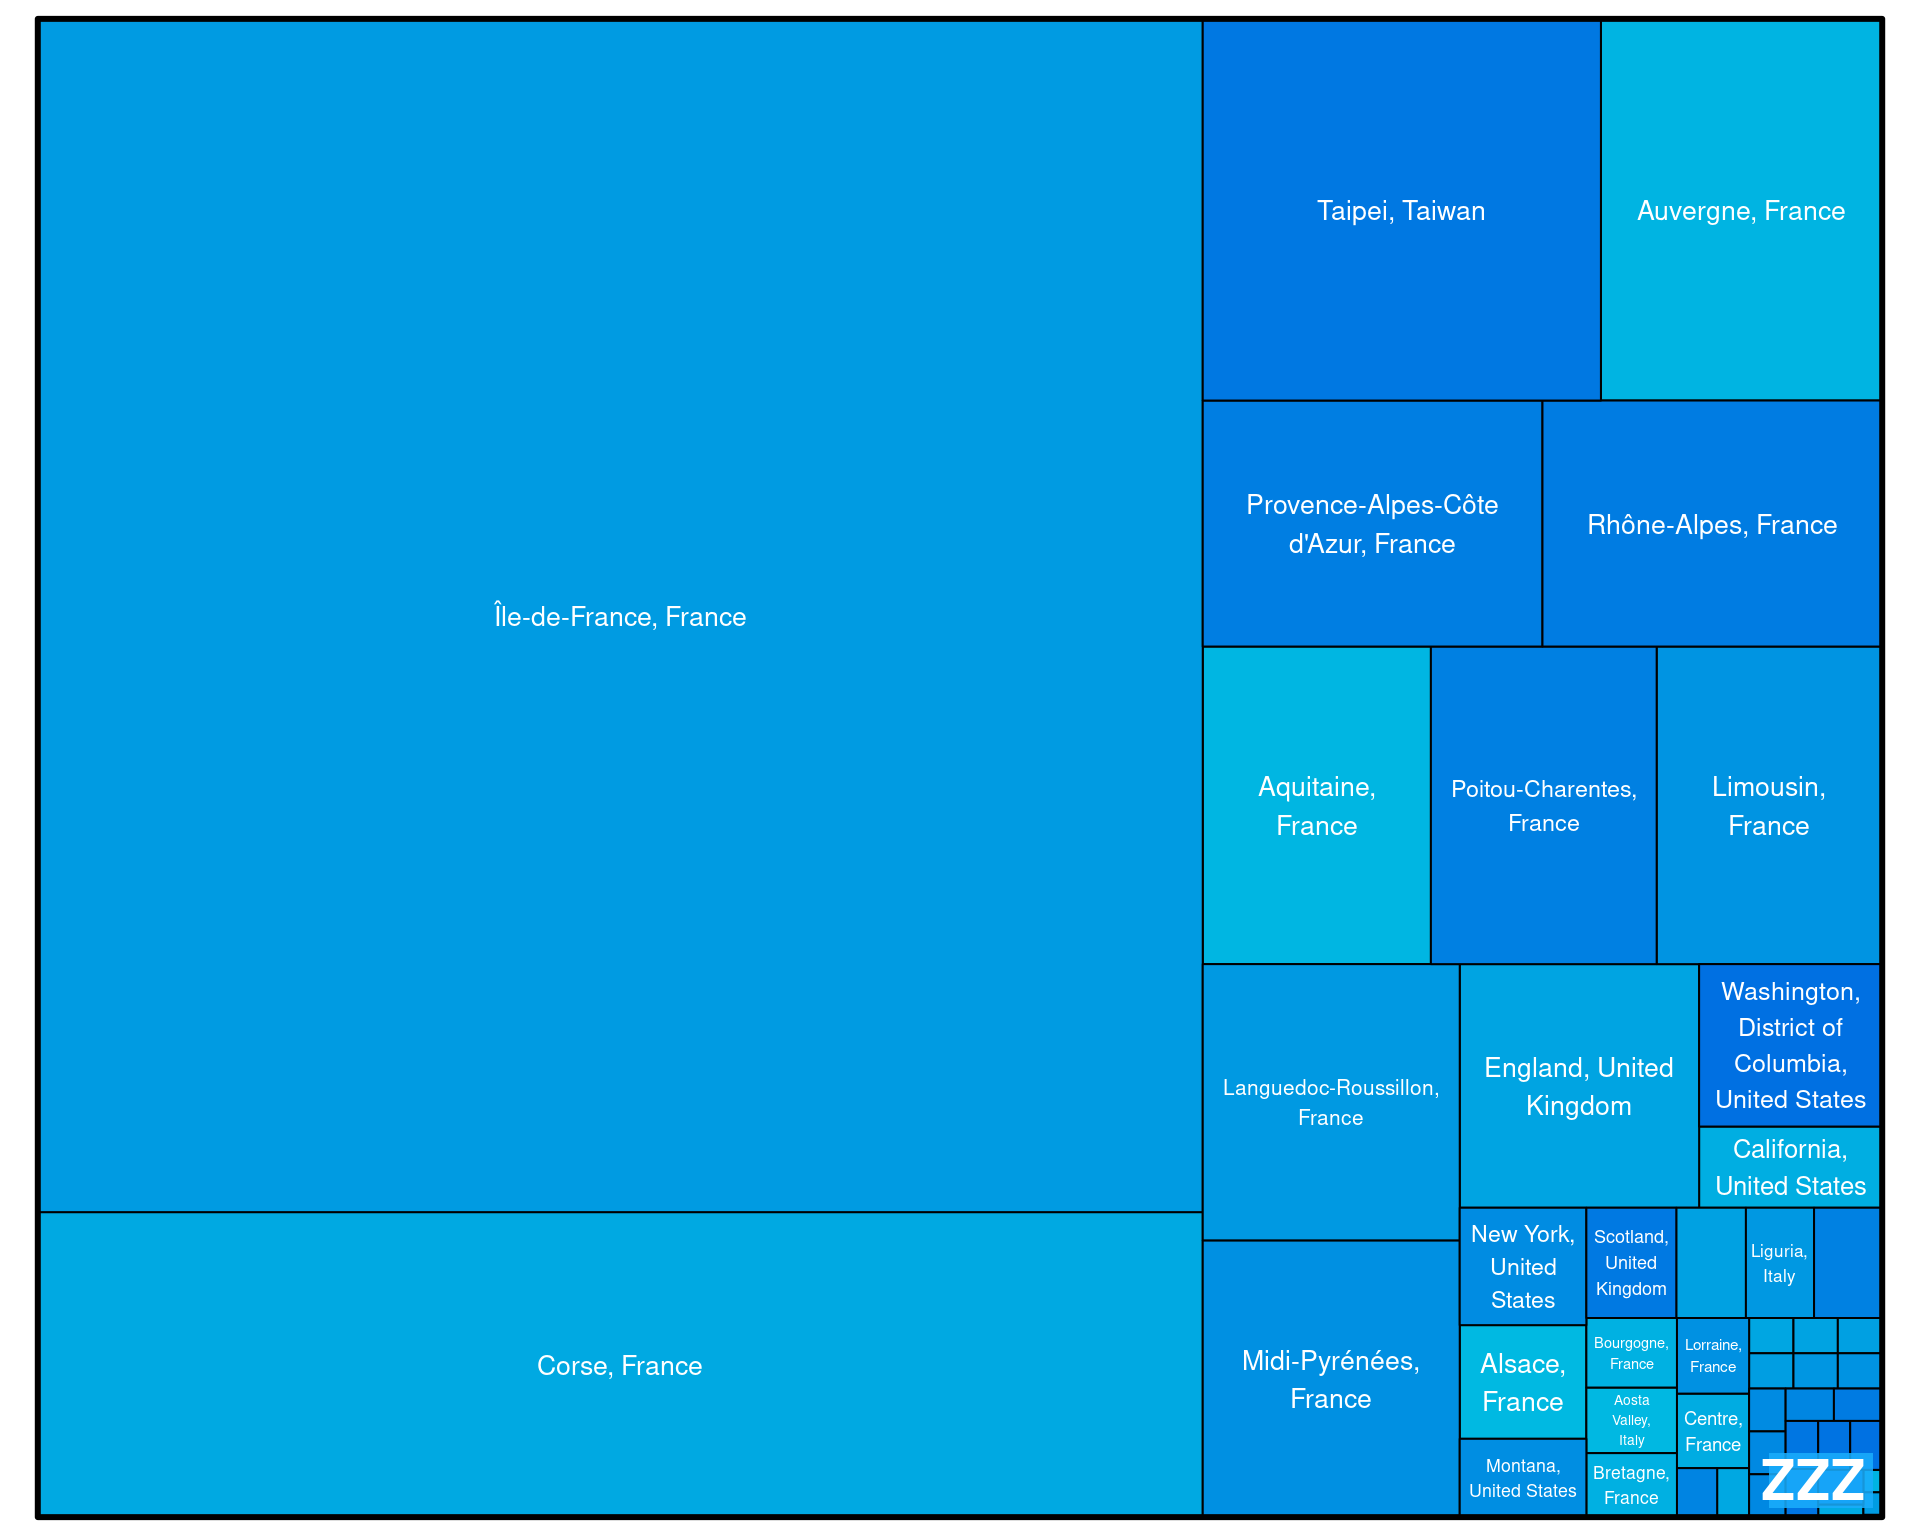 Île-de-France, France
Corse, France
Taipei, Taiwan
Auvergne, France
Provence-Alpes-Côte
d'Azur, France
Rhône-Alpes, France
Aquitaine,
France
Poitou-Charentes,
France
Limousin,
France
Languedoc-Roussillon,
France
Midi-Pyrénées,
France
England, United
Kingdom
Washington,
District of
Columbia,
United States
California,
United States
New York,
United
States
Alsace,
France
Montana,
United States
Scotland,
United
Kingdom
Liguria,
Italy
Bourgogne,
France
Aosta
Valley,
Italy
Bretagne,
France
Lorraine,
France
Centre,
France
ZZZ